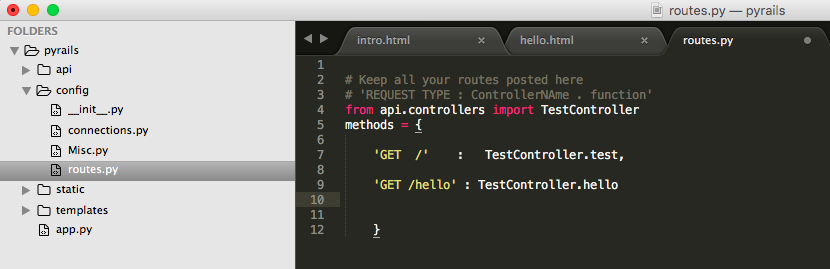 routes.py — pyrails
FOLDERS
pyrails
api
config
__init__.py
connections.py
Misc.py
routes.py
static
templates
app.py
intro.html × hello.html × routes.py
1
2 # Keep all your routes posted here
3 # 'REQUEST TYPE : ControllerNAme . function'
4 from api.controllers import TestController
5 methods = {
6
7 'GET  /'    :   TestController.test,
8
9 'GET /hello' : TestController.hello
10
11
12 }